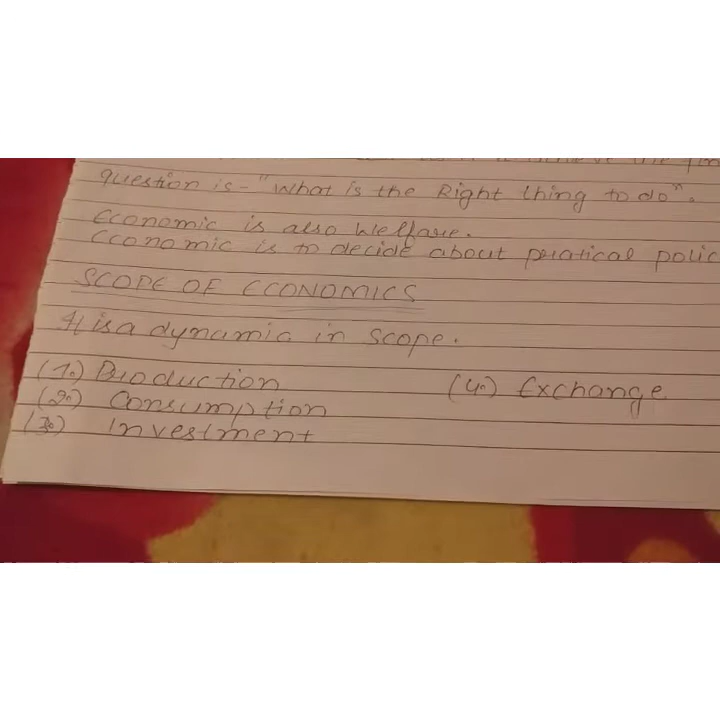 question is - "What is the Right thing to do".
Economic is also Welfare.
Economic is to decide about pratical polic
SCOPE OF ECONOMICS
It is a dynamic in scope.
(1.) Production
(2.) Consumption
(3.) Investment
(4.) Exchange